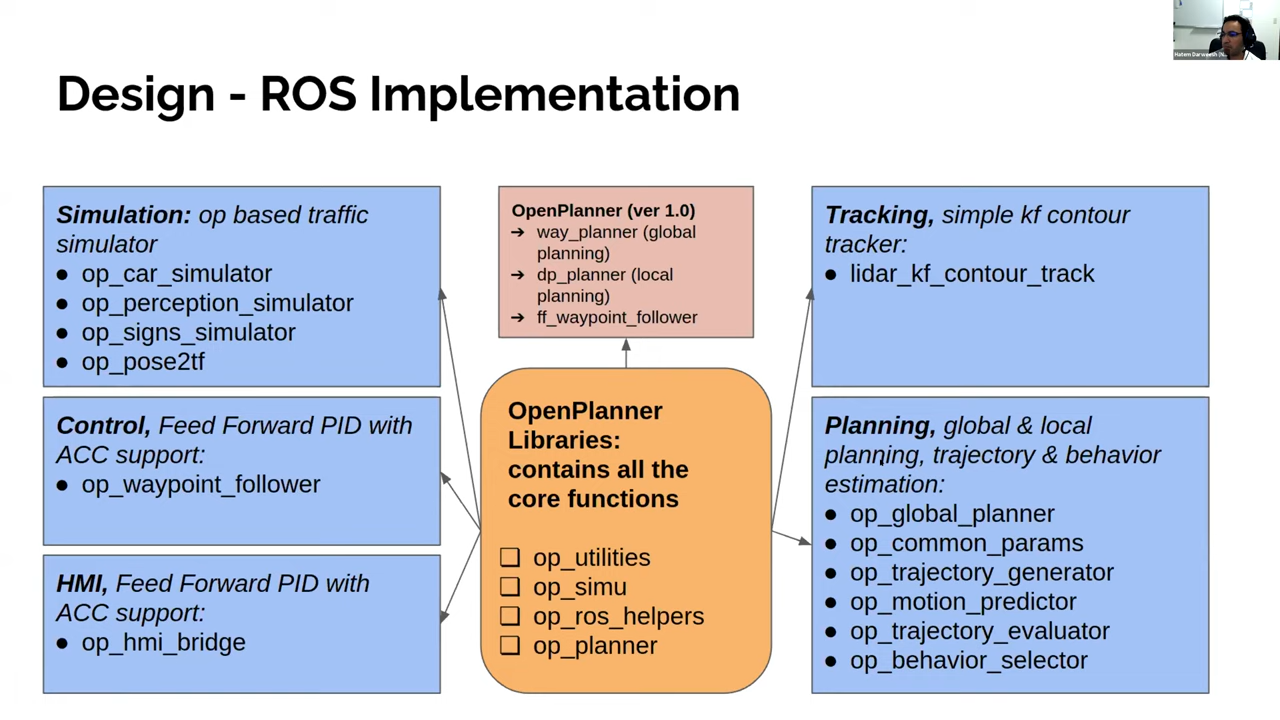 Design - ROS Implementation
Simulation: op based traffic
simulator
● op_car_simulator
● op_perception_simulator
● op_signs_simulator
● op_pose2tf
Control, Feed Forward PID with
ACC support:
● op_waypoint_follower
HMI, Feed Forward PID with
ACC support:
● op_hmi_bridge
OpenPlanner (ver 1.0)
➔ way_planner (global
planning)
➔ dp_planner (local
planning)
➔ ff_waypoint_follower
OpenPlanner
Libraries:
contains all the
core functions
❏ op_utilities
❏ op_simu
❏ op_ros_helpers
❏ op_planner
Tracking, simple kf contour
tracker:
● lidar_kf_contour_track
Planning, global & local
planning, trajectory & behavior
estimation:
● op_global_planner
● op_common_params
● op_trajectory_generator
● op_motion_predictor
● op_trajectory_evaluator
● op_behavior_selector
Hatem Darweesh